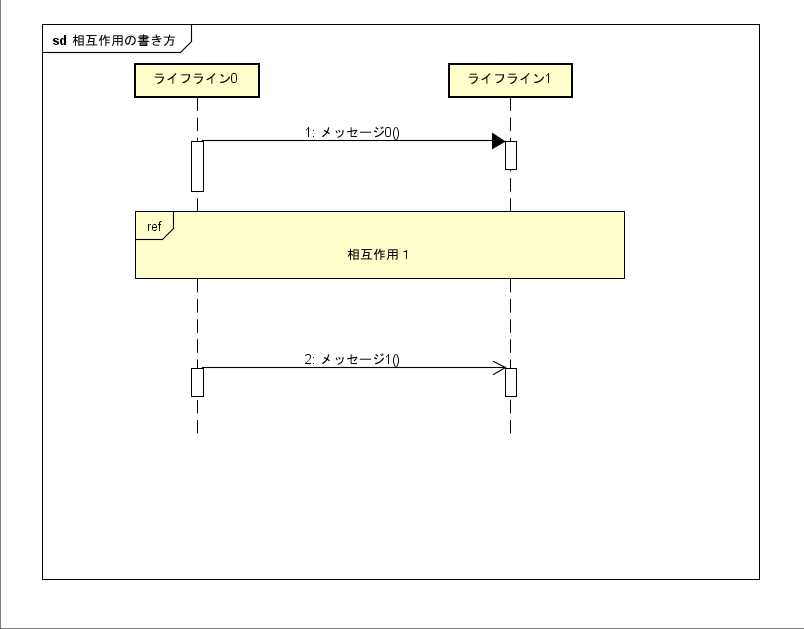 sd 相互作用の書き方
ライフライン0
ライフライン1
1: メッセージ0()
ref
相互作用 1
2: メッセージ1()